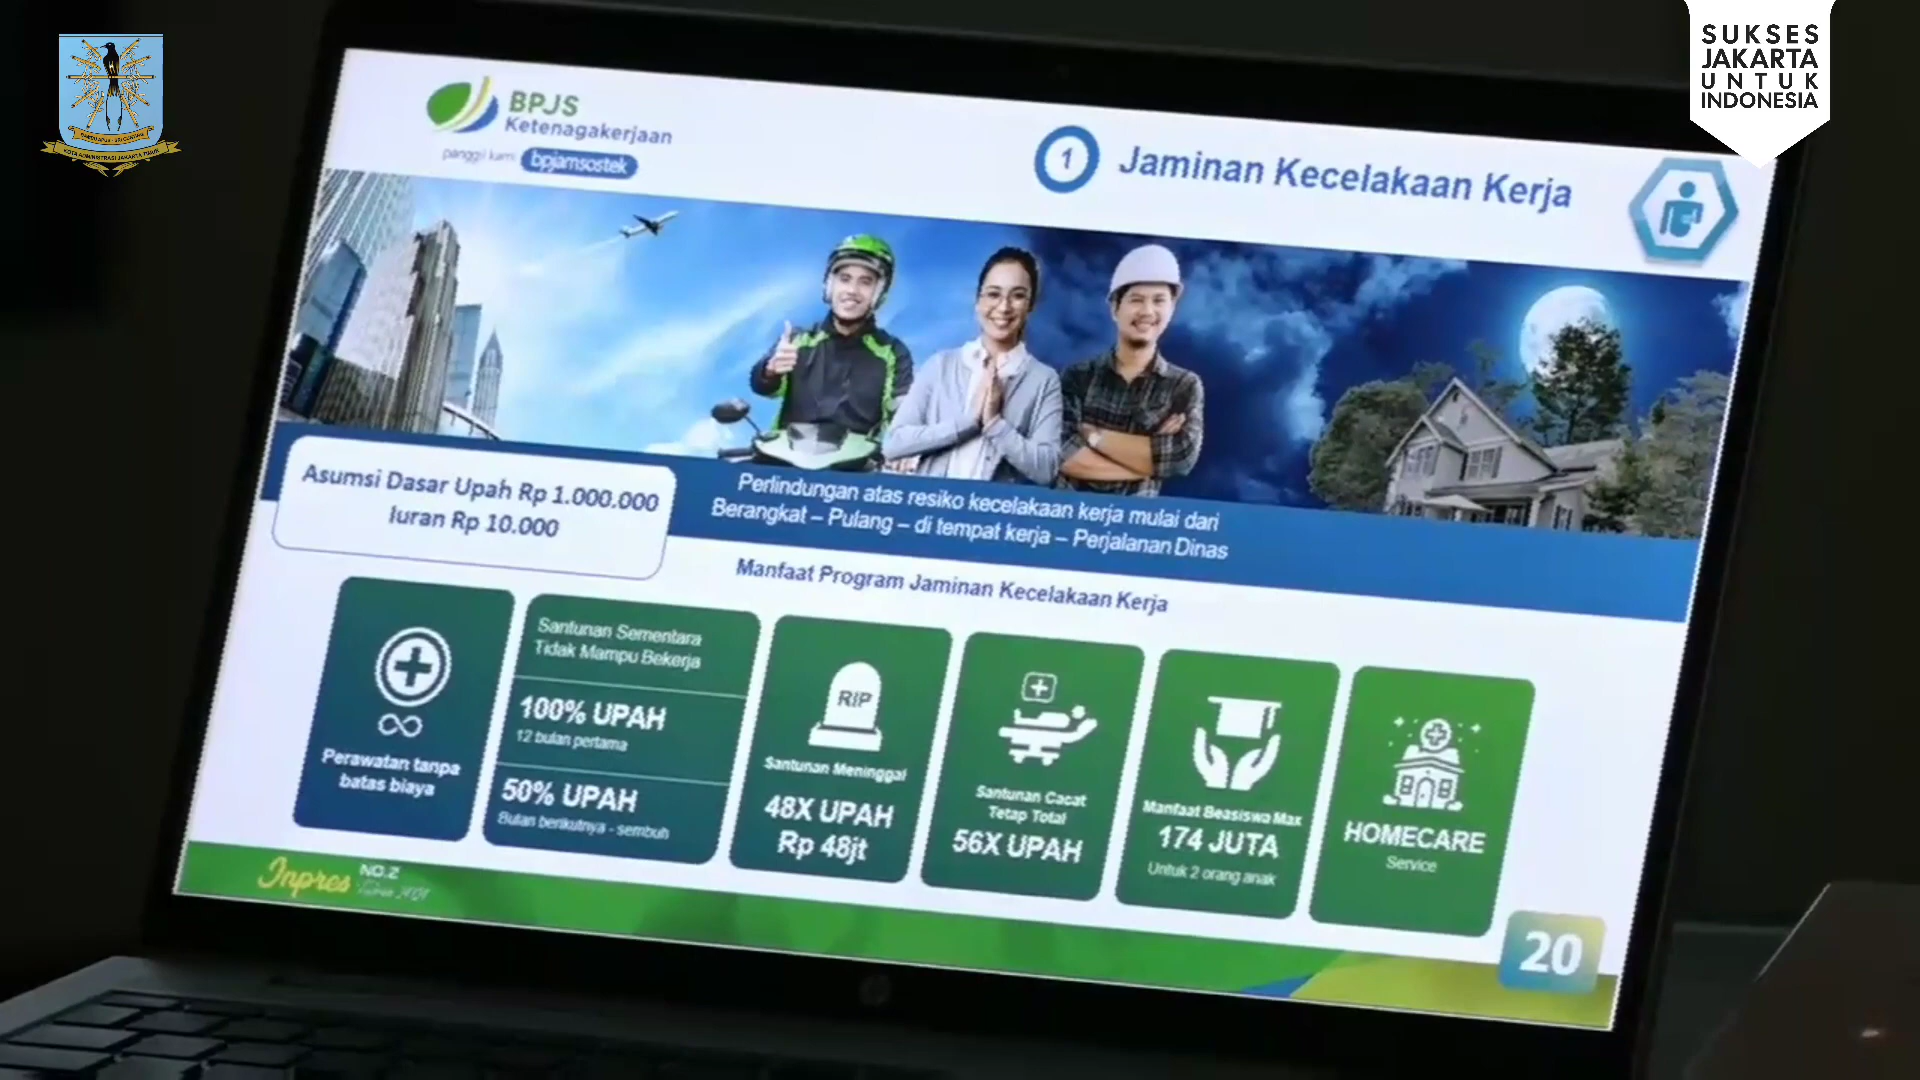 SUKSES
JAKARTA
UNTUK
INDONESIA
KOTA ADMINISTRASI JAKARTA TIMUR
BPJS
Ketenagakerjaan
panggil kami bpjamsostek
1 Jaminan Kecelakaan Kerja
Asumsi Dasar Upah Rp 1.000.000
Iuran Rp 10.000
Perlindungan atas resiko kecelakaan kerja mulai dari
Berangkat – Pulang – di tempat kerja – Perjalanan Dinas
Manfaat Program Jaminan Kecelakaan Kerja
Perawatan tanpa
batas biaya
Santunan Sementara
Tidak Mampu Bekerja
100% UPAH
12 bulan pertama
50% UPAH
Bulan berikutnya - sembuh
RIP
Santunan Meninggal
48X UPAH
Rp 48jt
Santunan Cacat
Tetap Total
56X UPAH
Manfaat Beasiswa Max
174 JUTA
Untuk 2 orang anak
HOMECARE
Service
Inpres NO.2
20